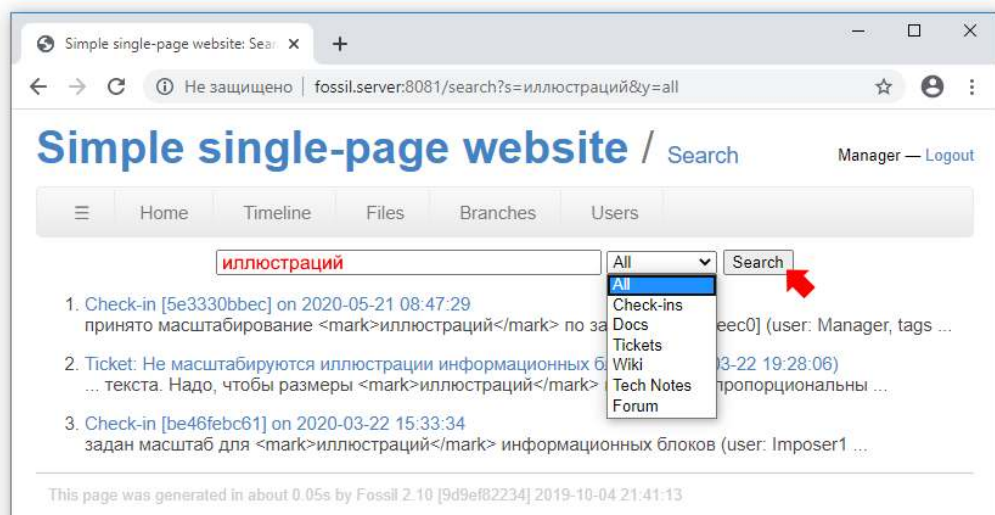 Simple single-page website: Sear
Не защищено | fossil.server:8081/search?s=иллюстраций&y=all
Simple single-page website / Search
Manager — Logout
Home Timeline Files Branches Users
иллюстраций All Search
All
Check-ins
Docs
Tickets
Wiki
Tech Notes
Forum
1. Check-in [5e3330bbec] on 2020-05-21 08:47:29
принято масштабирование <mark>иллюстраций</mark> по за eec0] (user: Manager, tags ...
2. Ticket: Не масштабируются иллюстрации информационных 03-22 19:28:06)
... текста. Надо, чтобы размеры <mark>иллюстраций</mark> пропорциональны ...
3. Check-in [be46febc61] on 2020-03-22 15:33:34
задан масштаб для <mark>иллюстраций</mark> информационных блоков (user: Imposer1 ...
This page was generated in about 0.05s by Fossil 2.10 [9d9ef82234] 2019-10-04 21:41:13